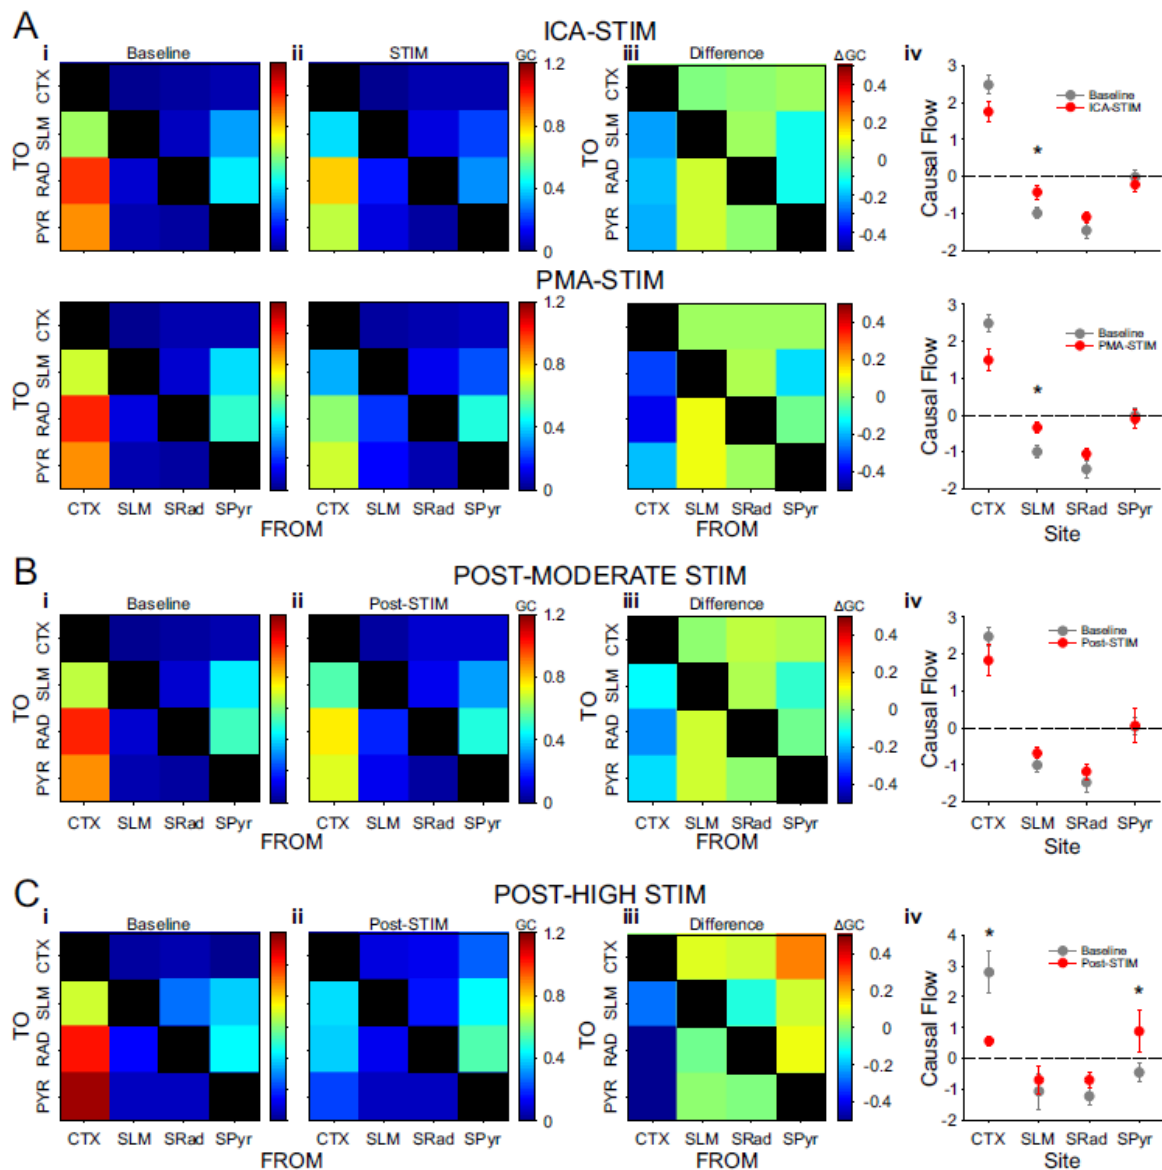 A
ICA-STIM
i Baseline ii STIM GC iii Difference ΔGC iv
TO
CTX
SLM
RAD
PYR
1.2
0.8
0.4
0
TO
0.4
0.2
0
-0.2
-0.4
Causal Flow
3
2
1
0
-1
-2
Baseline
ICA-STIM
*
PMA-STIM
TO
CTX
SLM
RAD
PYR
CTX SLM SRad SPyr
CTX SLM SRad SPyr
FROM
1.2
0.8
0.4
0
TO
0.4
0.2
0
-0.2
-0.4
CTX SLM SRad SPyr
FROM
Causal Flow
3
2
1
0
-1
-2
Baseline
PMA-STIM
*
CTX SLM SRad SPyr
Site
B
POST-MODERATE STIM
i Baseline ii Post-STIM GC iii Difference ΔGC iv
TO
CTX
SLM
RAD
PYR
CTX SLM SRad SPyr
CTX SLM SRad SPyr
FROM
1.2
0.8
0.4
0
TO
CTX
SLM
RAD
PYR
0.4
0.2
0
-0.2
-0.4
CTX SLM SRad SPyr
FROM
Causal Flow
3
2
1
0
-1
-2
Baseline
Post-STIM
CTX SLM SRad SPyr
Site
C
POST-HIGH STIM
i Baseline ii Post-STIM GC iii Difference ΔGC iv
TO
CTX
SLM
RAD
PYR
CTX SLM SRad SPyr
CTX SLM SRad SPyr
FROM
1.2
0.8
0.4
0
TO
CTX
SLM
RAD
PYR
0.4
0.2
0
-0.2
-0.4
CTX SLM SRad SPyr
FROM
Causal Flow
4
3
2
1
0
-1
-2
Baseline
Post-STIM
*
*
CTX SLM SRad SPyr
Site